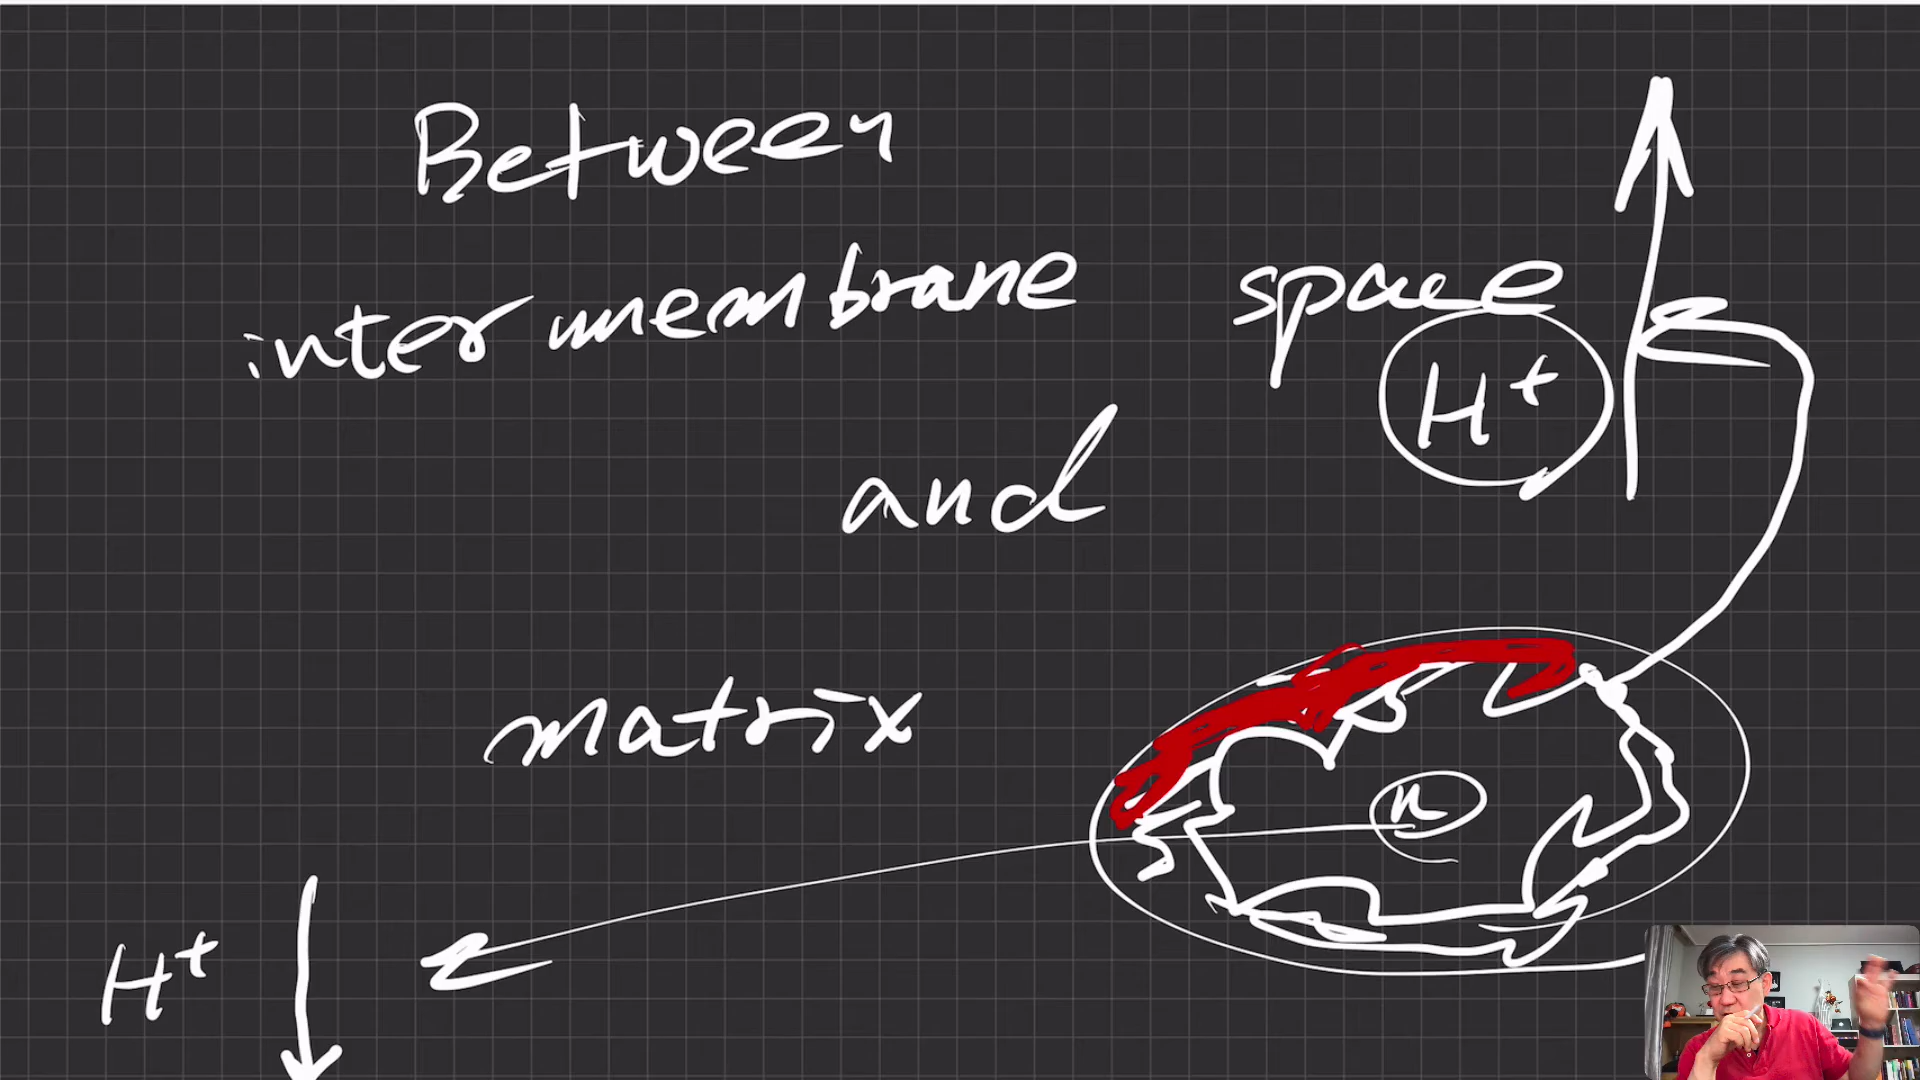 Between
intermembrane space
H+
and
matrix
n
H+